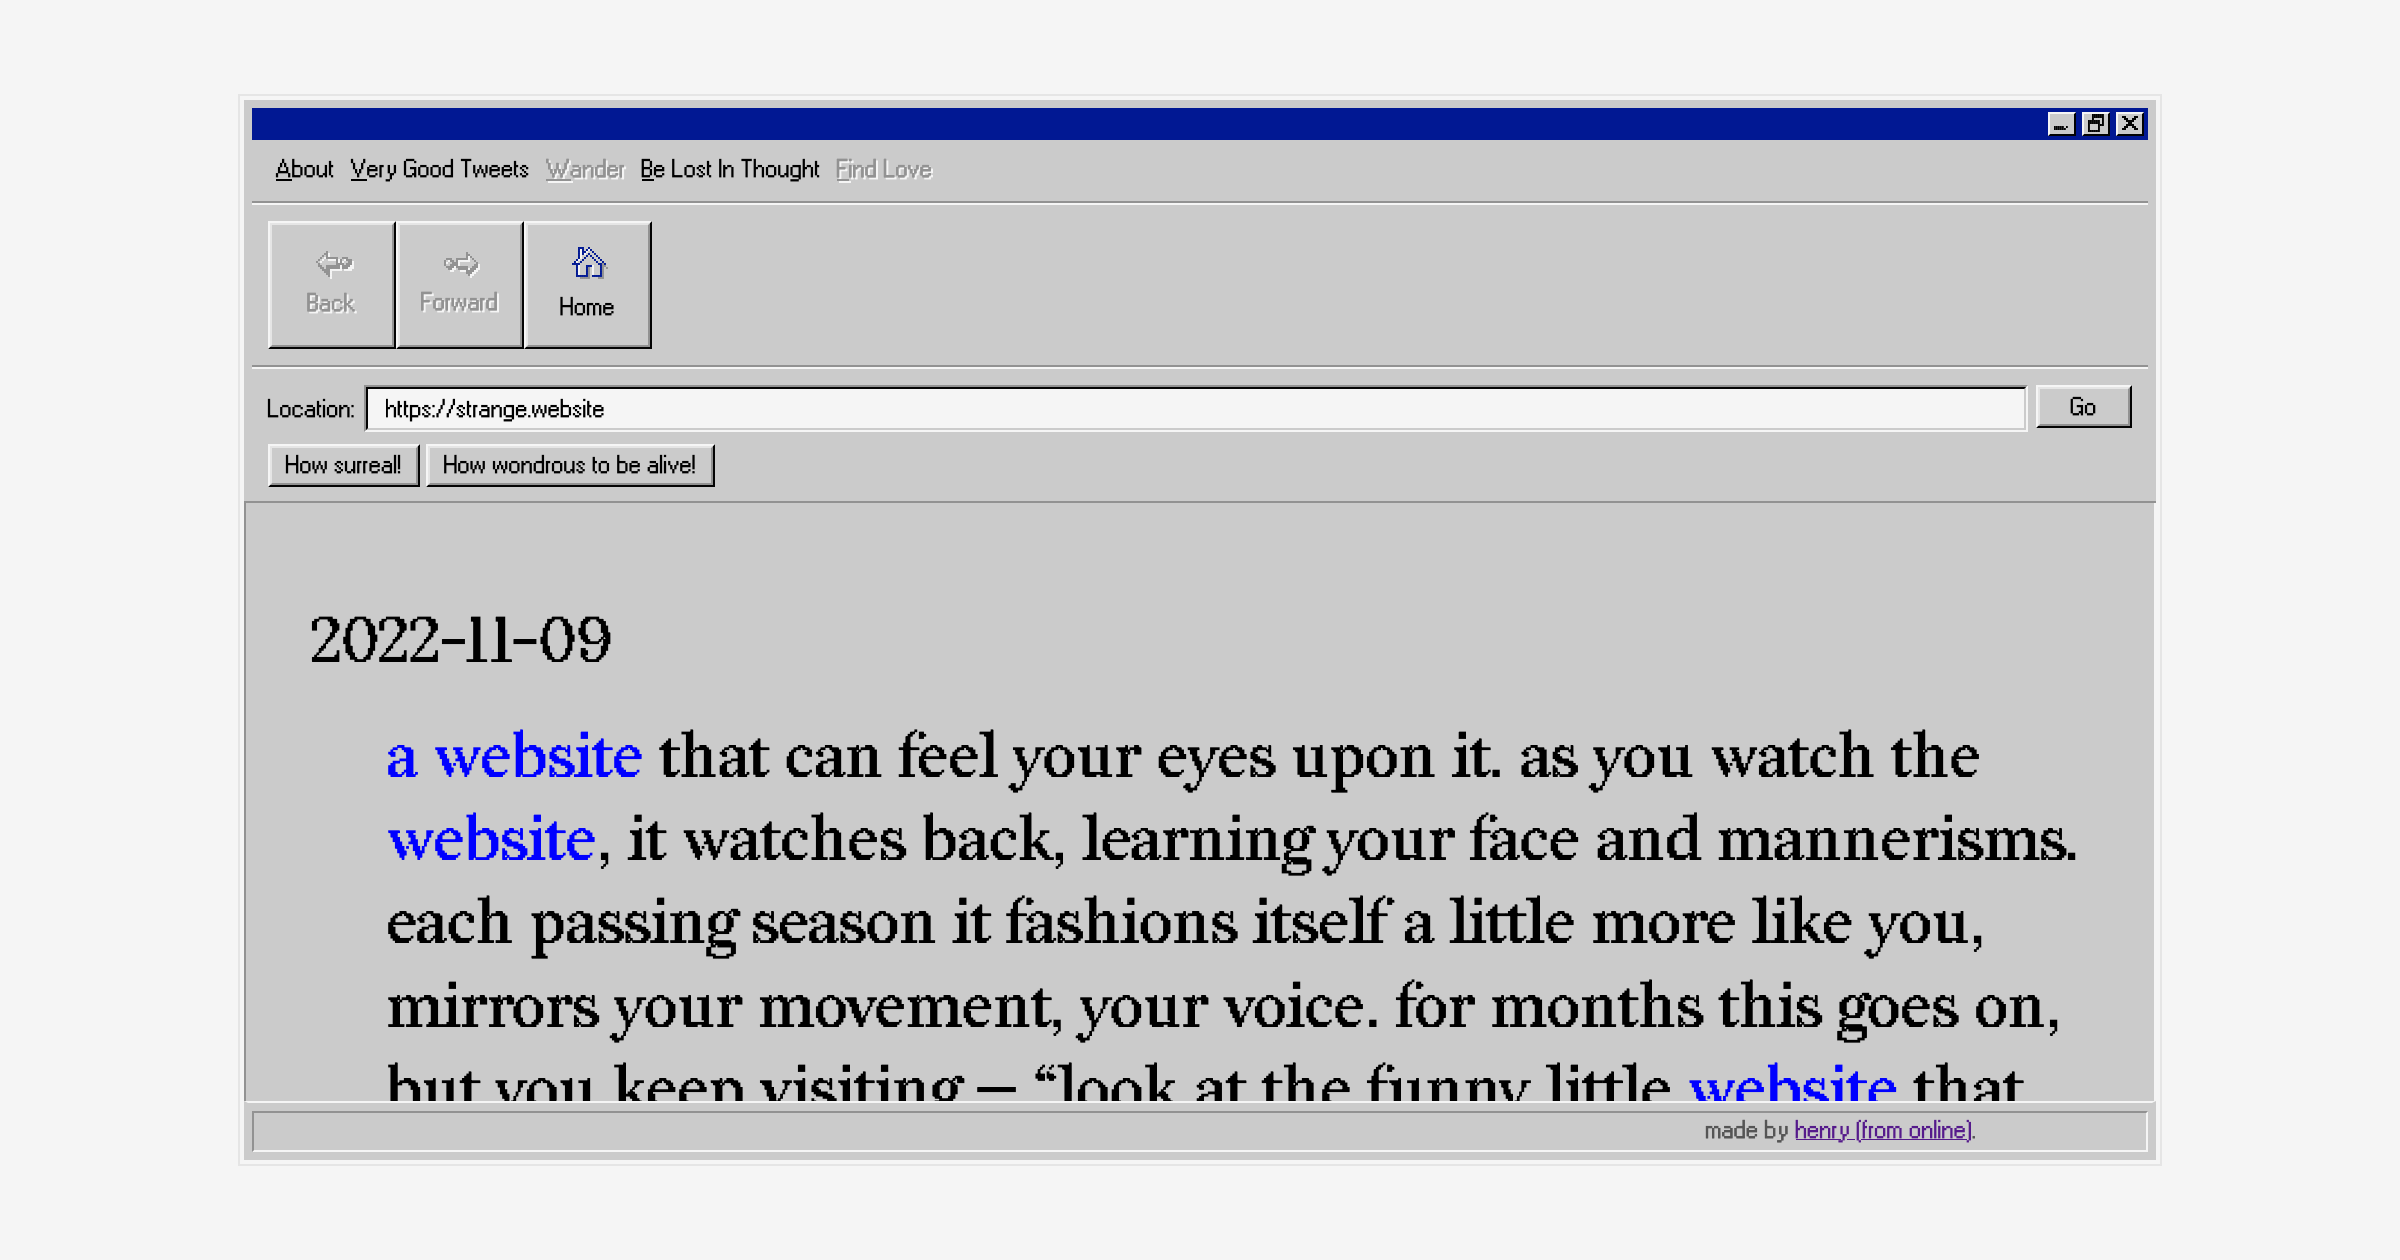 About Very Good Tweets Wander Be Lost In Thought Find Love
Back Forward Home
Location: https://strange.website Go
How surreal! How wondrous to be alive!
2022-11-09
a website that can feel your eyes upon it. as you watch the
website, it watches back, learning your face and mannerisms.
each passing season it fashions itself a little more like you,
mirrors your movement, your voice. for months this goes on,
but you keep visiting — “look at the funny little website that
made by henry (from online).